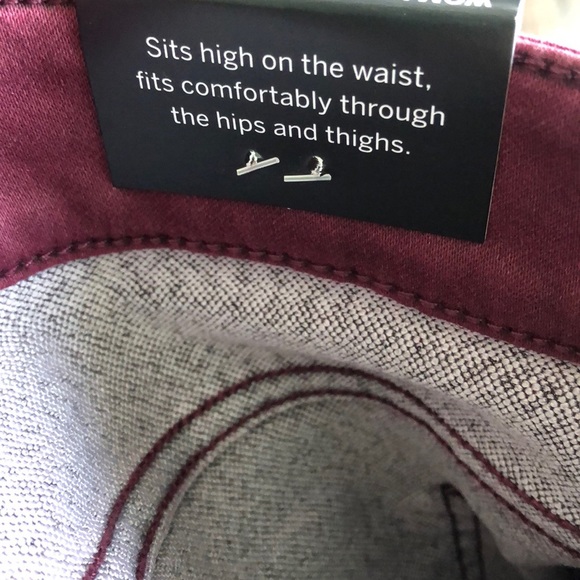 Sits high on the waist,
fits comfortably through
the hips and thighs.